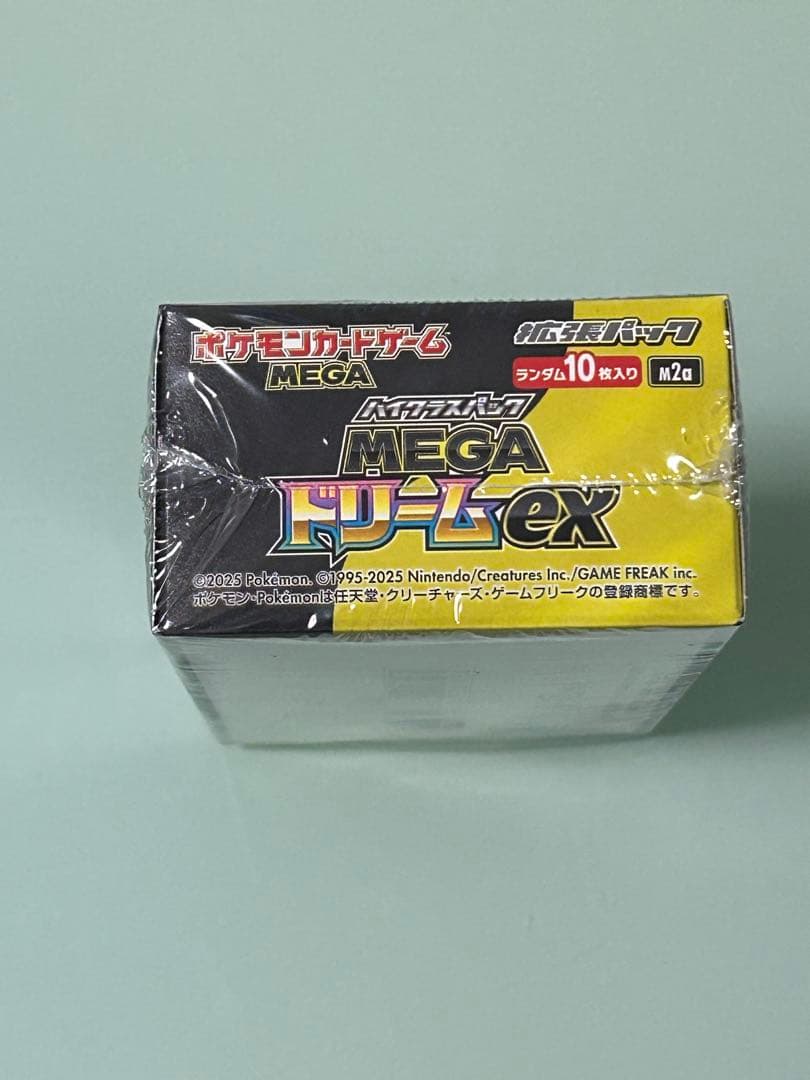 ポケモンカードゲーム
MEGA
拡張パック
ランダム10枚入り M2a
ハイクラスパック
MEGA
ドリームex
©2025 Pokémon. ©1995-2025 Nintendo/Creatures Inc./GAME FREAK inc.
ポケモン・Pokémonは任天堂・クリーチャーズ・ゲームフリークの登録商標です。